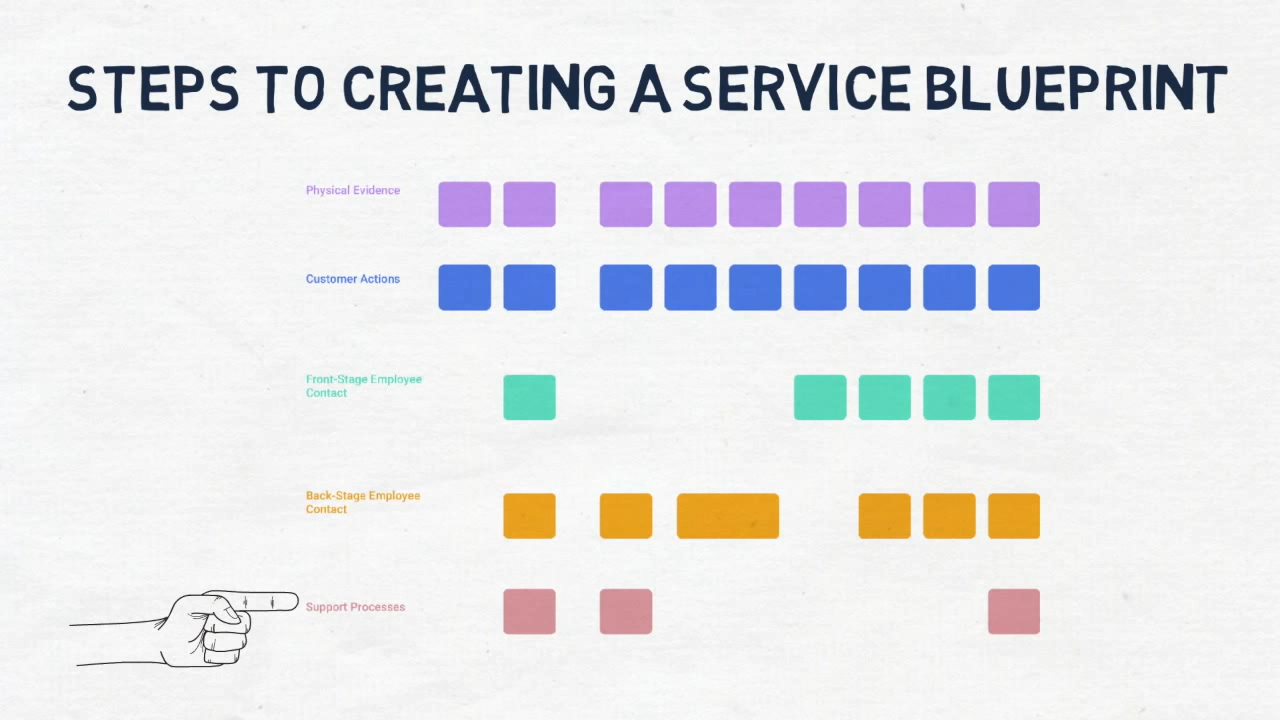 STEPS TO CREATING A SERVICE BLUEPRINT
Physical Evidence
Customer Actions
Front-Stage Employee
Contact
Back-Stage Employee
Contact
Support Processes